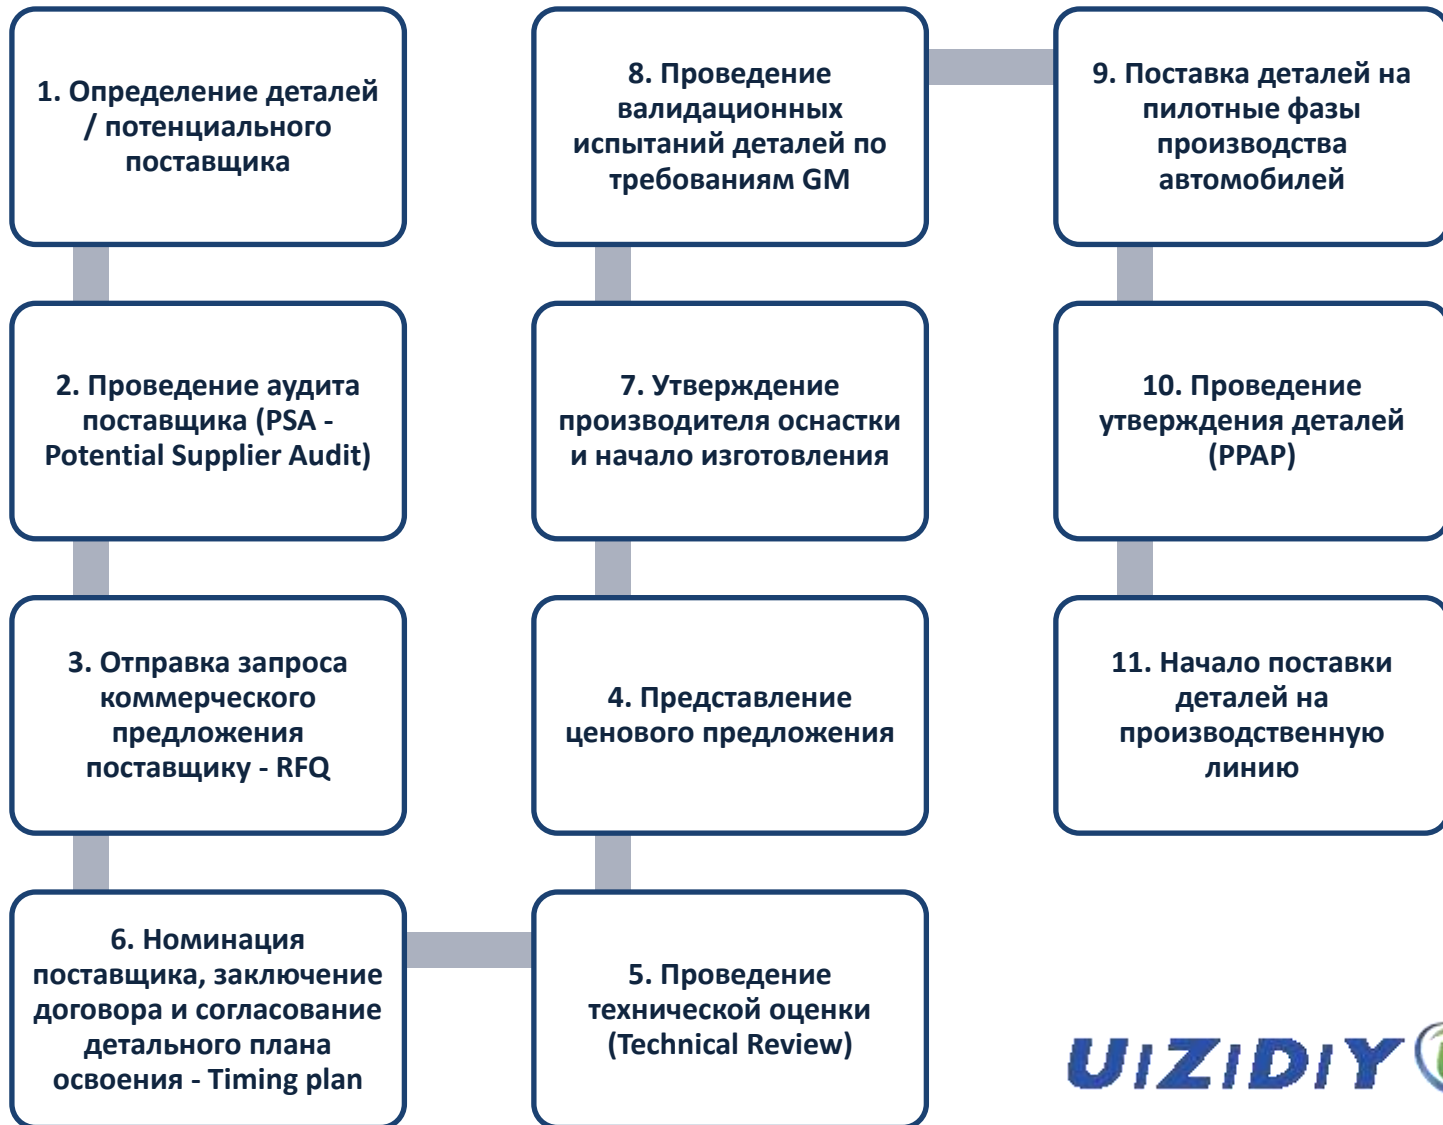 1. Определение деталей
/ потенциального
поставщика
2. Проведение аудита
поставщика (PSA -
Potential Supplier Audit)
3. Отправка запроса
коммерческого
предложения
поставщику - RFQ
6. Номинация
поставщика, заключение
договора и согласование
детального плана
освоения - Timing plan
8. Проведение
валидационных
испытаний деталей по
требованиям GM
7. Утверждение
производителя оснастки
и начало изготовления
4. Представление
ценового предложения
5. Проведение
технической оценки
(Technical Review)
9. Поставка деталей на
пилотные фазы
производства
автомобилей
10. Проведение
утверждения деталей
(PPAP)
11. Начало поставки
деталей на
производственную
линию
U|Z|D|Y